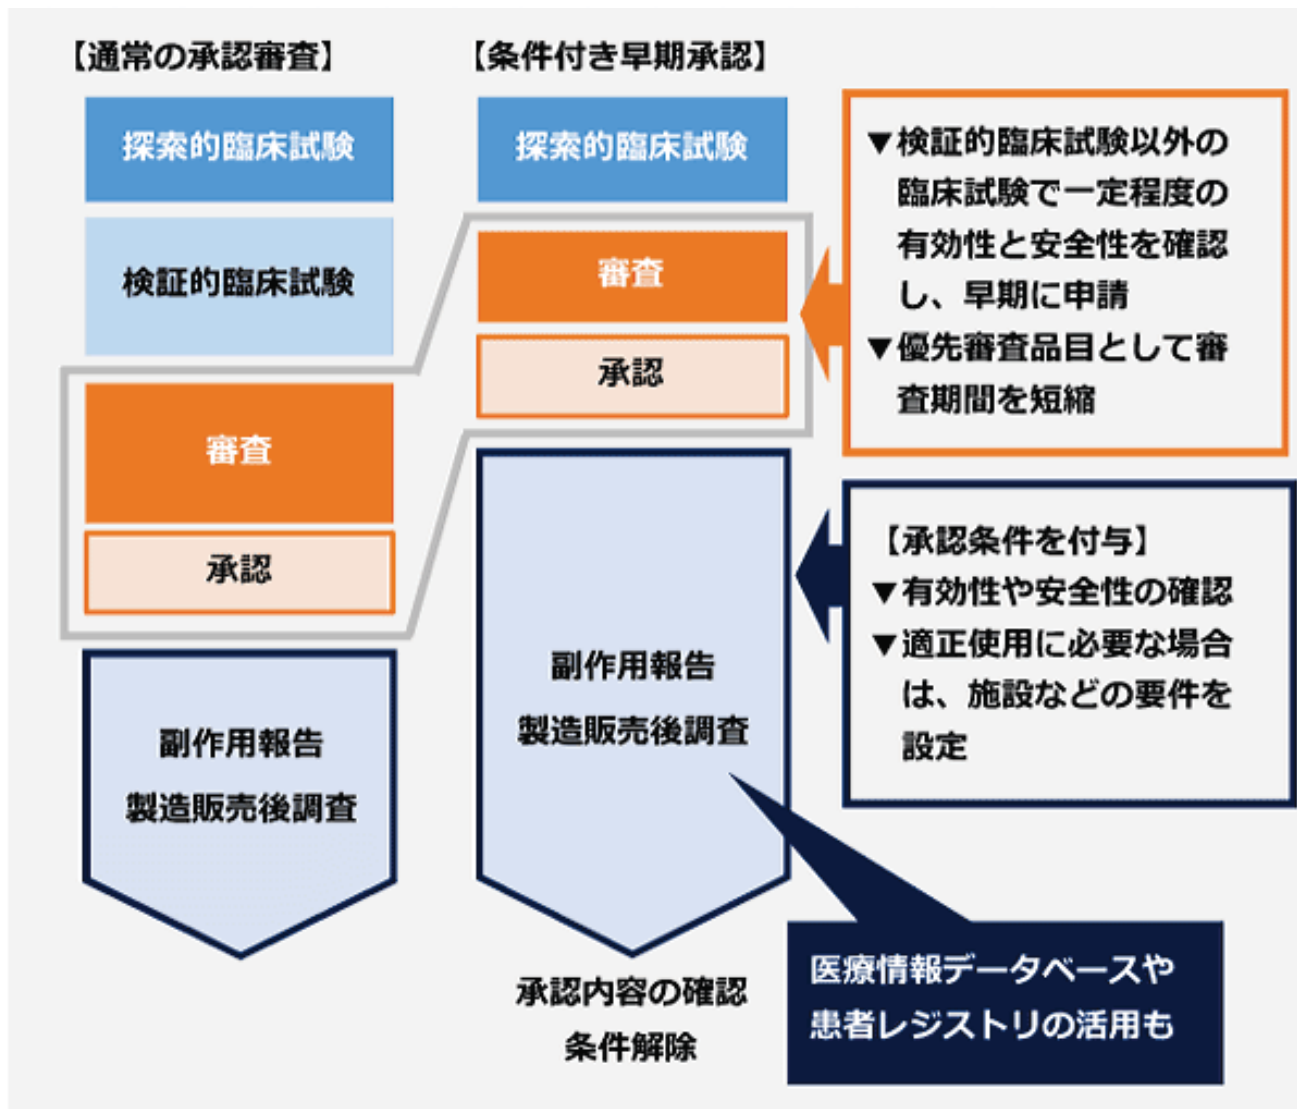 【通常の承認審査】
探索的臨床試験
検証的臨床試験
審査
承認
副作用報告
製造販売後調査
【条件付き早期承認】
探索的臨床試験
審査
承認
副作用報告
製造販売後調査
承認内容の確認
条件解除
▼検証的臨床試験以外の
臨床試験で一定程度の
有効性と安全性を確認
し、早期に申請
▼優先審査品目として審
査期間を短縮
【承認条件を付与】
▼有効性や安全性の確認
▼適正使用に必要な場合
は、施設などの要件を
設定
医療情報データベースや
患者レジストリの活用も